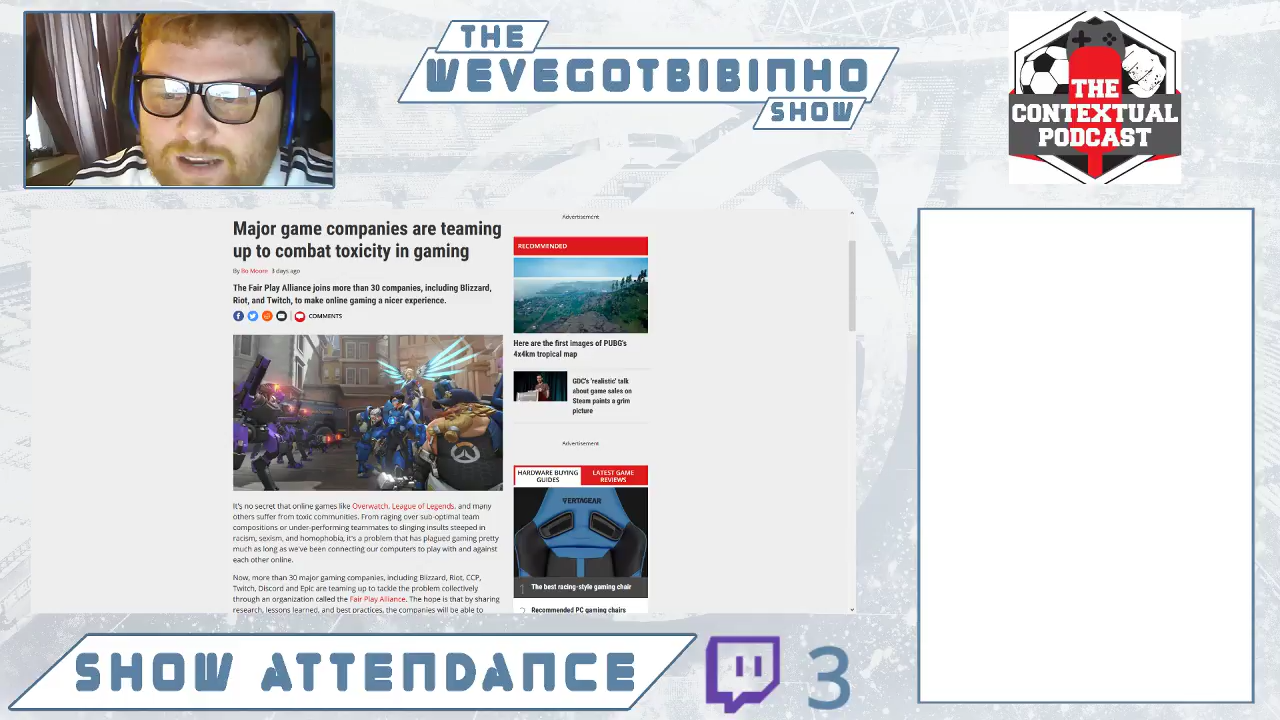 THE
WEVEGOTBIBINHO
SHOW
THE
CONTEXTUAL
PODCAST
Major game companies are teaming
up to combat toxicity in gaming
By Bo Moore 3 days ago
The Fair Play Alliance joins more than 30 companies, including Blizzard,
Riot, and Twitch, to make online gaming a nicer experience.
COMMENTS
It's no secret that online games like Overwatch, League of Legends, and many
others suffer from toxic communities. From raging over sub-optimal team
compositions or under-performing teammates to slinging insults steeped in
racism, sexism, and homophobia, it's a problem that has plagued gaming pretty
much as long as we've been connecting our computers to play with and against
each other online.
Now, more than 30 major gaming companies, including Blizzard, Riot, CCP,
Twitch, Discord and Epic are teaming up to tackle the problem collectively
through an organization called the Fair Play Alliance. The hope is that by sharing
research, lessons learned, and best practices, the companies will be able to
Advertisement
RECOMMENDED
Here are the first images of PUBG's
4x4km tropical map
GDC's 'realistic' talk
about game sales on
Steam paints a grim
picture
Advertisement
HARDWARE BUYING
GUIDES
LATEST GAME
REVIEWS
VERTAGEAR
1 The best racing-style gaming chair
2 Recommended PC gaming chairs
SHOW ATTENDANCE
3